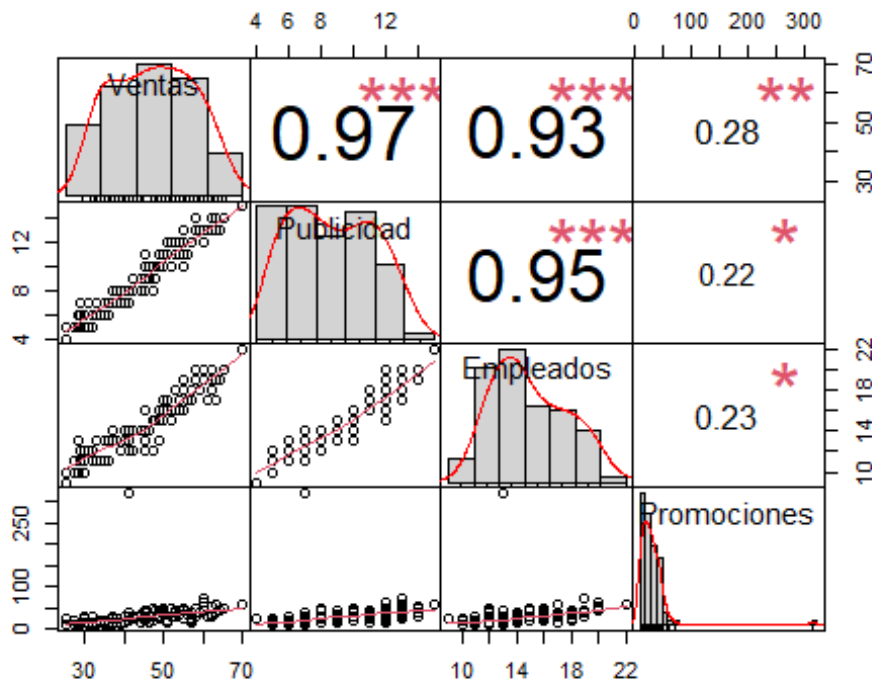 4 6 8 12
0 100 200 300
Ventas
0.97
***
0.93
***
0.28
**
30 50 70
4 8 12
Publicidad
0.95
***
0.22
*
Empleados
0.23
*
10 14 18 22
0 100 250
Promociones
30 50 70
10 14 18 22